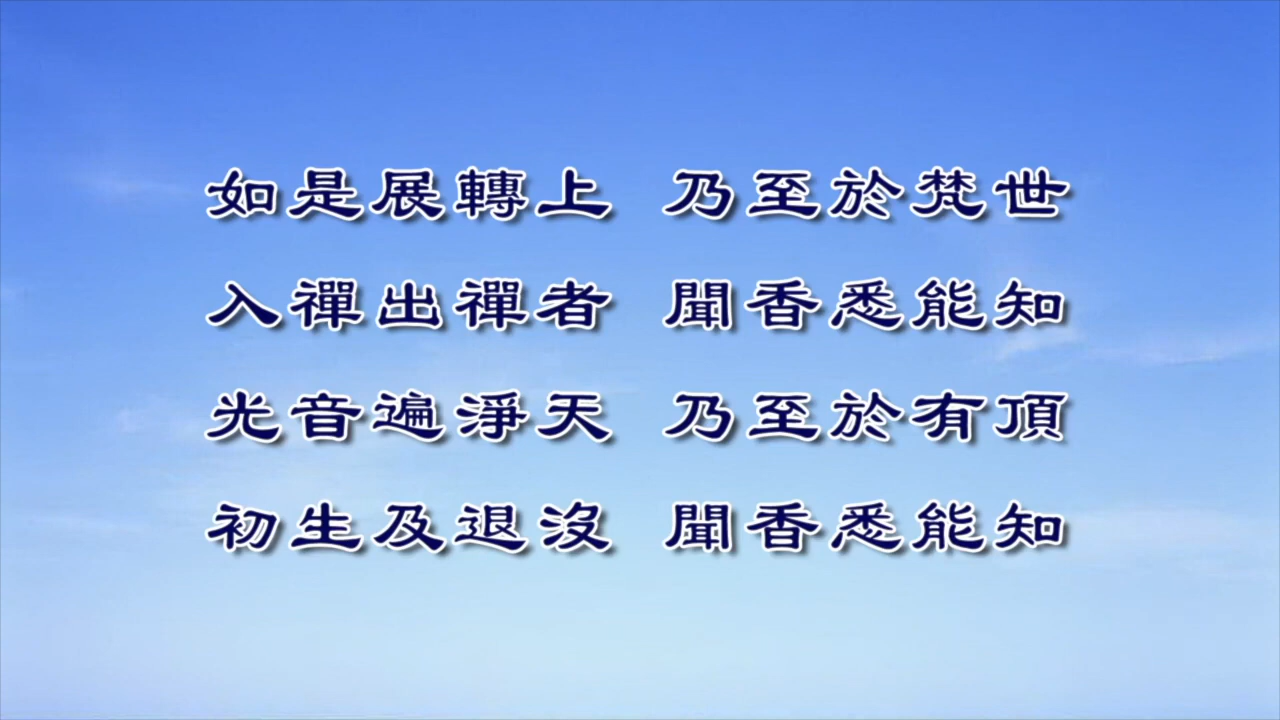 如是展轉上 乃至於梵世
入禪出禪者 聞香悉能知
光音遍淨天 乃至於有頂
初生及退沒 聞香悉能知